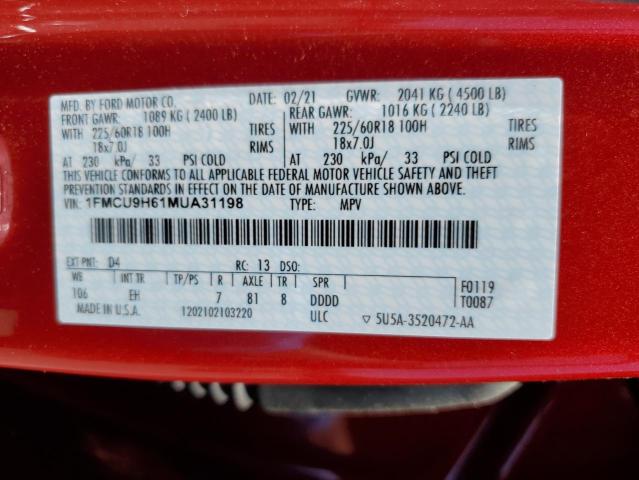 MFD. BY FORD MOTOR CO. DATE: 02/21 GVWR: 2041 KG ( 4500 LB)
FRONT GAWR: 1089 KG ( 2400 LB) REAR GAWR: 1016 KG ( 2240 LB)
WITH 225/60R18 100H TIRES WITH 225/60R18 100H TIRES
18x7.0J RIMS 18x7.0J RIMS
AT 230 kPa/ 33 PSI COLD AT 230 kPa/ 33 PSI COLD
THIS VEHICLE CONFORMS TO ALL APPLICABLE FEDERAL MOTOR VEHICLE SAFETY AND THEFT
PREVENTION STANDARDS IN EFFECT ON THE DATE OF MANUFACTURE SHOWN ABOVE.
VIN: 1FMCU9H61MUA31198 TYPE: MPV
EXT PNT: D4 RC: 13 DSO:
WB INT TR TP/PS R AXLE TR SPR F0119
106 EH 7 81 8 DDDD T0087
MADE IN U.S.A. 1202102103220 ULC ▽ 5U5A-3520472-AA